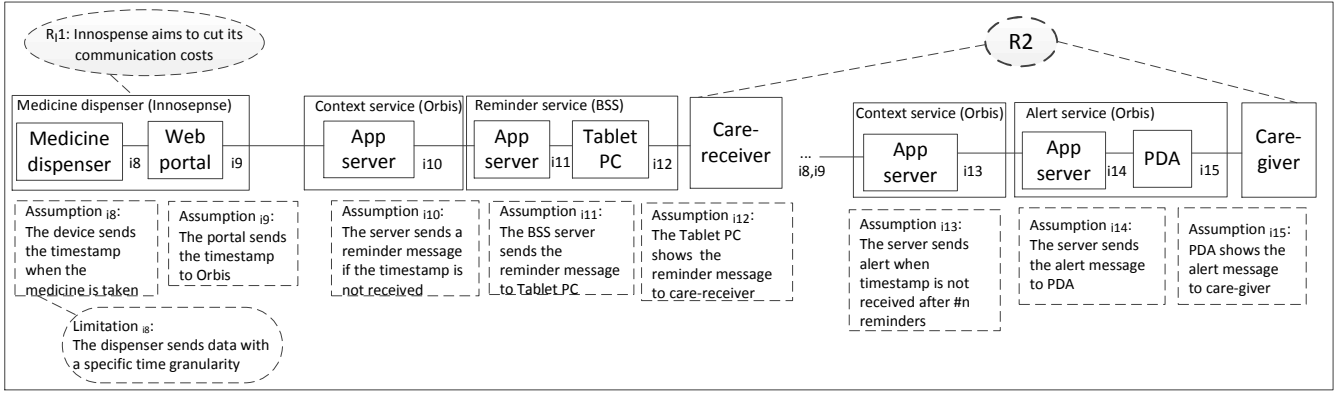 R_I1: Innospense aims to cut its
communication costs
R2
Medicine dispenser (Innosepnse)
Medicine
dispenser
i8
Web
portal
i9
Context service (Orbis)
App
server
i10
Reminder service (BSS)
App
server
i11
Tablet
PC
i12
Care-
receiver
...
i8,i9
Context service (Orbis)
App
server
i13
Alert service (Orbis)
App
server
i14
PDA
i15
Care-
giver
Assumption i8:
The device sends
the timestamp
when the
medicine is taken
Assumption i9:
The portal sends
the timestamp
to Orbis
Assumption i10:
The server sends a
reminder message
if the timestamp is
not received
Assumption i11:
The BSS server
sends the
reminder message
to Tablet PC
Assumption i12:
The Tablet PC
shows the
reminder message
to care-receiver
Assumption i13:
The server sends
alert when
timestamp is not
received after #n
reminders
Assumption i14:
The server sends
the alert message
to PDA
Assumption i15:
PDA shows the
alert message
to care-giver
Limitation i8:
The dispenser sends data with
a specific time granularity